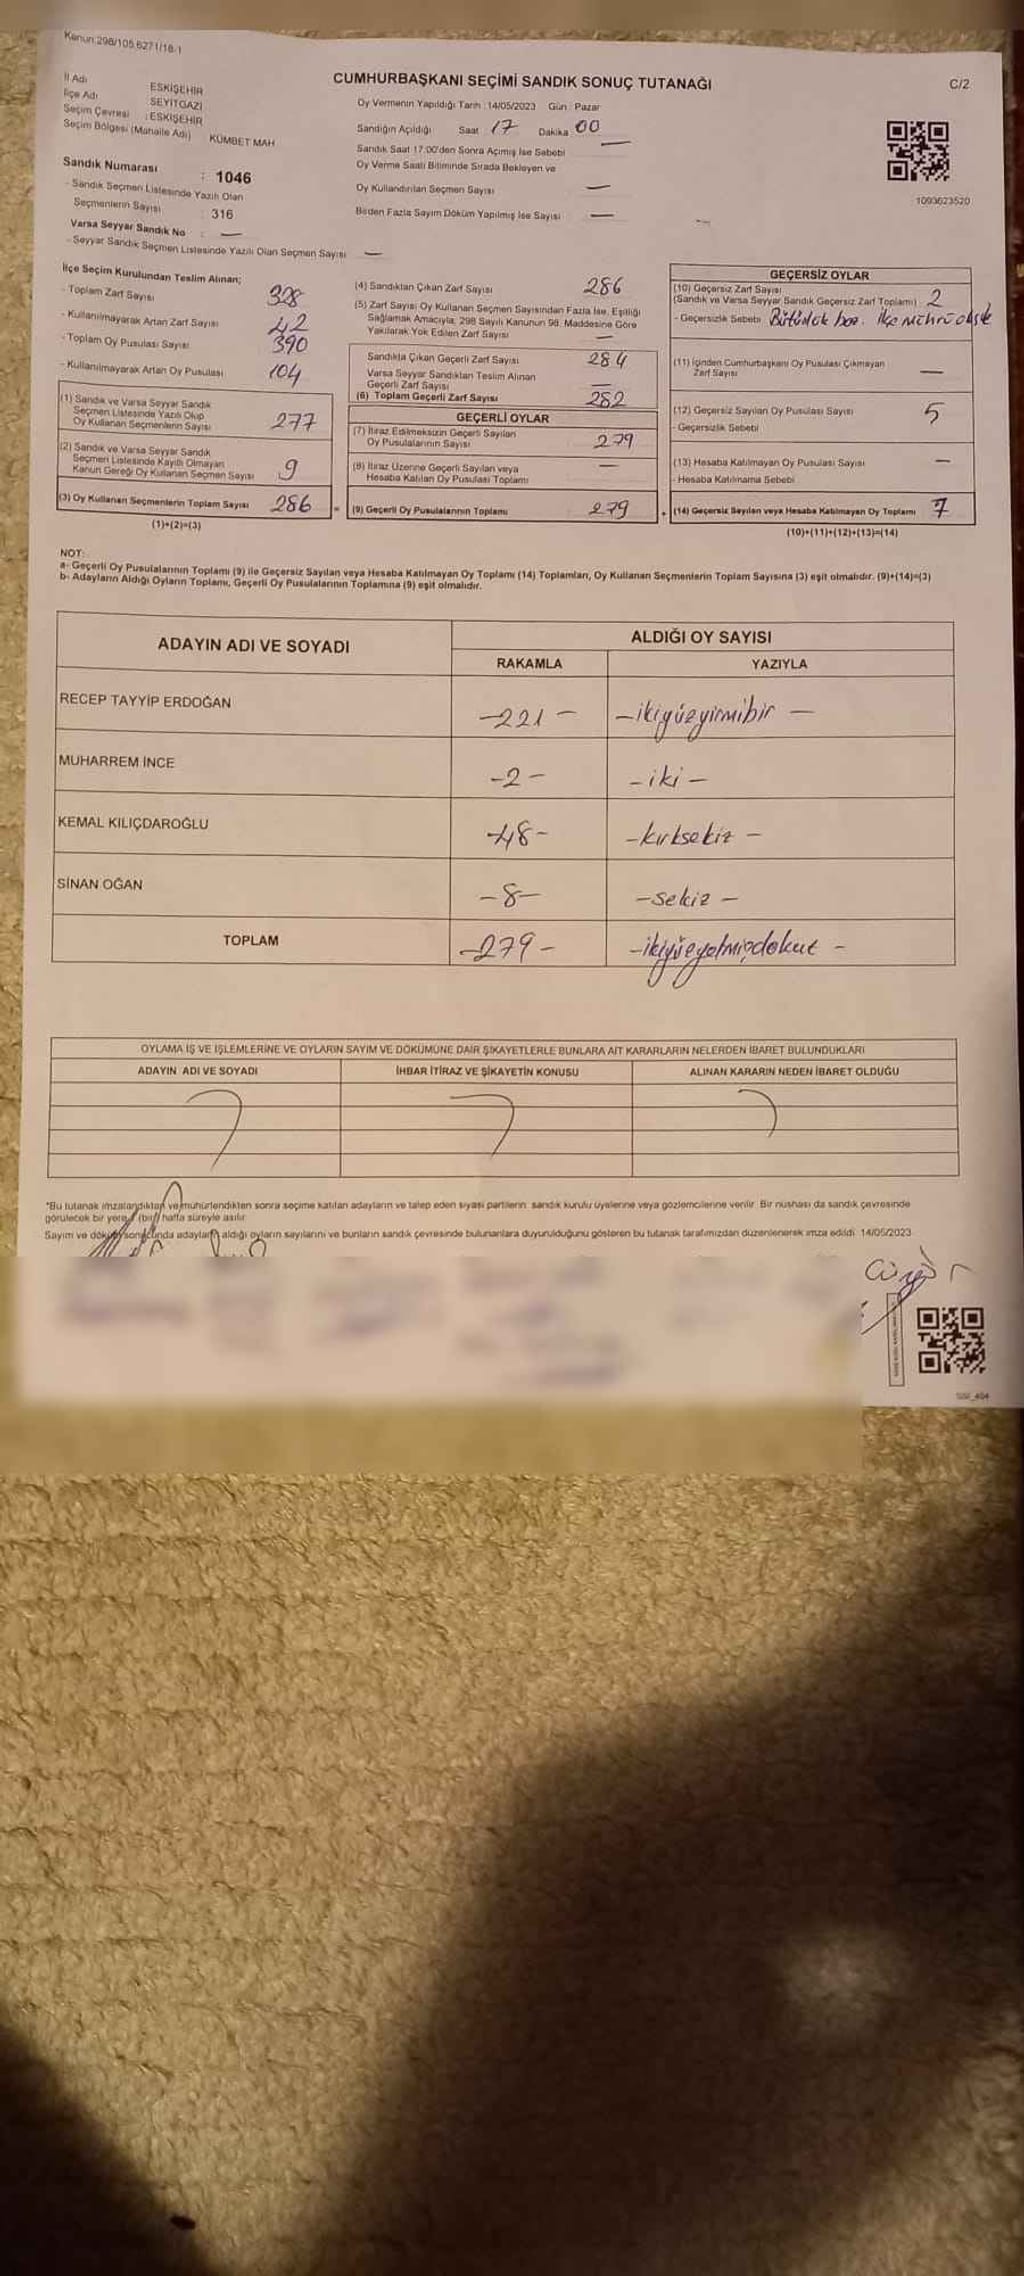 Kanun:298/105,6271/18-1
CUMHURBAŞKANI SEÇİMİ SANDIK SONUÇ TUTANAĞI
C/2
İl Adı : ESKİŞEHİR
İlçe Adı : SEYİTGAZİ
Seçim Çevresi : ESKİŞEHİR
Seçim Bölgesi (Mahalle Adı) KÜMBET MAH
Sandık Numarası : 1046
- Sandık Seçmen Listesinde Yazılı Olan
Seçmenlerin Sayısı : 316
Varsa Seyyar Sandık No : —
- Seyyar Sandık Seçmen Listesinde Yazılı Olan Seçmen Sayısı —
Oy Vermenin Yapıldığı Tarih :14/05/2023 Gün : Pazar
Sandığın Açıldığı Saat 17 Dakika 00
Sandık Saat 17:00'den Sonra Açımış İse Sebebi —
Oy Verme Saati Bitiminde Sırada Bekleyen ve
Oy Kullandırılan Seçmen Sayısı —
Birden Fazla Sayım Döküm Yapılmış İse Sayısı —
1093623520
İlçe Seçim Kurulundan Teslim Alınan;
- Toplam Zarf Sayısı 328
- Kullanılmayarak Artan Zarf Sayısı 42
- Toplam Oy Pusulası Sayısı 390
- Kullanılmayarak Artan Oy Pusulası 104
(1) Sandık ve Varsa Seyyar Sandık
Seçmen Listesinde Yazılı Olup
Oy Kullanan Seçmenlerin Sayısı 277
(2) Sandık ve Varsa Seyyar Sandık
Seçmen Listesinde Kayıtlı Olmayan
Kanun Gereği Oy Kullanan Seçmen Sayısı 9
(3) Oy Kullanan Seçmenlerin Toplam Sayısı 286
(1)+(2)=(3)
(4) Sandıktan Çıkan Zarf Sayısı 286
(5) Zarf Sayısı Oy Kullanan Seçmen Sayısından Fazla İse, Eşitliği
Sağlamak Amacıyla, 298 Sayılı Kanunun 98. Maddesine Göre
Yakılarak Yok Edilen Zarf Sayısı —
Sandıkta Çıkan Geçerli Zarf Sayısı 284
Varsa Seyyar Sandıktan Teslim Alınan
Geçerli Zarf Sayısı —
(6) Toplam Geçerli Zarf Sayısı 282
GEÇERLİ OYLAR
(7) İtiraz Edilmeksizin Geçerli Sayılan
Oy Pusulalarının Sayısı 279
(8) İtiraz Üzerine Geçerli Sayılan veya
Hesaba Katılan Oy Pusulası Toplamı —
(9) Geçerli Oy Pusulalarının Toplamı 279
GEÇERSİZ OYLAR
(10) Geçersiz Zarf Sayısı
(Sandık ve Varsa Seyyar Sandık Geçersiz Zarf Toplamı) 2
- Geçersizlik Sebebi
(11) İçinden Cumhurbaşkanı Oy Pusulası Çıkmayan
Zarf Sayısı —
(12) Geçersiz Sayılan Oy Pusulası Sayısı 5
- Geçersizlik Sebebi
(13) Hesaba Katılmayan Oy Pusulası Sayısı —
- Hesaba Katılmama Sebebi
(14) Geçersiz Sayılan veya Hesaba Katılmayan Oy Toplamı 7
(10)+(11)+(12)+(13)=(14)
NOT:
a- Geçerli Oy Pusulalarının Toplamı (9) ile Geçersiz Sayılan veya Hesaba Katılmayan Oy Toplamı (14) Toplamları, Oy Kullanan Seçmenlerin Toplam Sayısına (3) eşit olmalıdır. (9)+(14)=(3)
b- Adayların Aldığı Oyların Toplamı, Geçerli Oy Pusulalarının Toplamına (9) eşit olmalıdır.
ADAYIN ADI VE SOYADI
ALDIĞI OY SAYISI
RAKAMLA YAZIYLA
RECEP TAYYİP ERDOĞAN -221- -ikiyüzyirmibir-
MUHARREM İNCE -2- -iki-
KEMAL KILIÇDAROĞLU -48- -kırksekiz-
SİNAN OĞAN -8- -sekiz-
TOPLAM -279- -ikiyüzyetmişdokuz-
OYLAMA İŞ VE İŞLEMLERİNE VE OYLARIN SAYIM VE DÖKÜMÜNE DAİR ŞİKAYETLERLE BUNLARA AİT KARARLARIN NELERDEN İBARET BULUNDUKLARI
ADAYIN ADI VE SOYADI İHBAR İTİRAZ VE ŞİKAYETİN KONUSU ALINAN KARARIN NEDEN İBARET OLDUĞU
*Bu tutanak imzalandıktan ve mühürlendikten sonra seçime katılan adayların ve talep eden siyasi partilerin sandık kurulu üyelerine veya gözlemcilerine verilir. Bir nüshası da sandık çevresinde
görülecek bir yere (bir) hafta süreyle asılır.
Sayım ve döküm sonucunda adayların aldığı oyların sayılarını ve bunların sandık çevresinde bulunanlara duyurulduğunu gösteren bu tutanak tarafımızdan düzenlenerek imza edildi. 14/05/2023